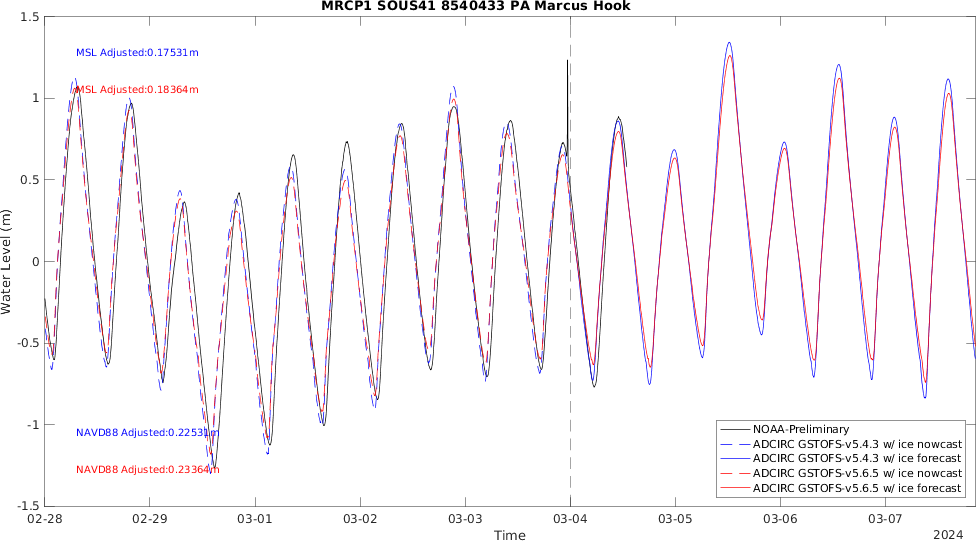 MRCP1 SOUS41 8540433 PA Marcus Hook
1.5
1
0.5
0
-0.5
-1
-1.5
Water Level (m)
MSL Adjusted:0.17531m
MSL Adjusted:0.18364m
NAVD88 Adjusted:0.22531m
NAVD88 Adjusted:0.23364m
NOAA-Preliminary
ADCIRC GSTOFS-v5.4.3 w/ ice nowcast
ADCIRC GSTOFS-v5.4.3 w/ ice forecast
ADCIRC GSTOFS-v5.6.5 w/ ice nowcast
ADCIRC GSTOFS-v5.6.5 w/ ice forecast
02-28 02-29 03-01 03-02 03-03 03-04 03-05 03-06 03-07
Time
2024